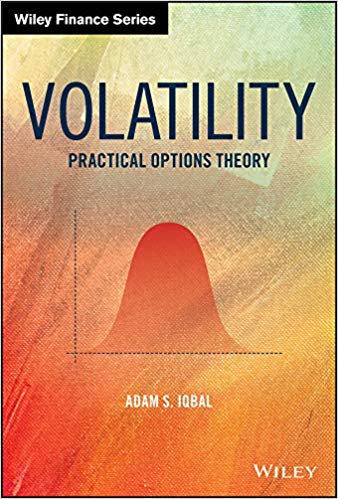 Wiley Finance Series
VOLATILITY
PRACTICAL OPTIONS THEORY
ADAM S. IQBAL
WILEY